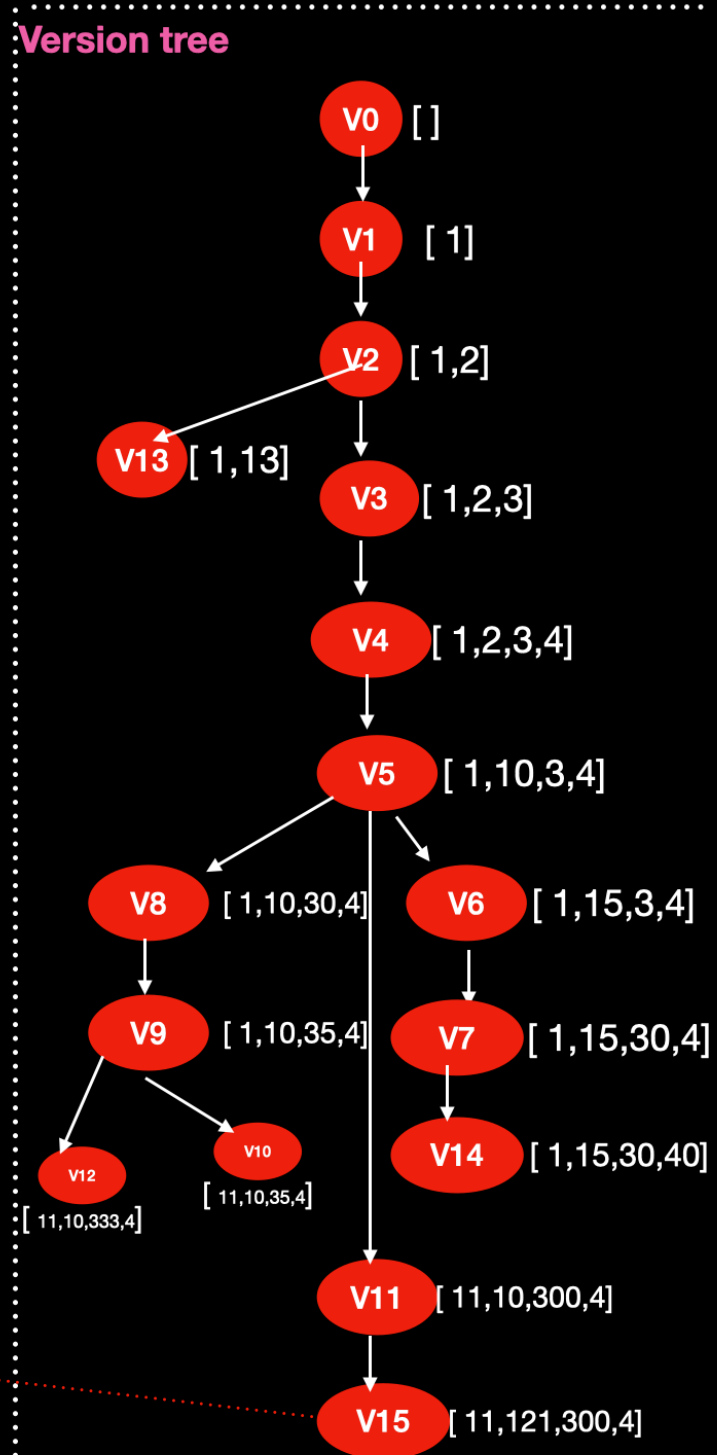 Version tree
V0 [ ]
V1 [ 1]
V2 [ 1,2]
V13 [ 1,13]
V3 [ 1,2,3]
V4 [ 1,2,3,4]
V5 [ 1,10,3,4]
V8 [ 1,10,30,4]
V6 [ 1,15,3,4]
V9 [ 1,10,35,4]
V7 [ 1,15,30,4]
V12
[ 11,10,333,4]
V10
[ 11,10,35,4]
V14 [ 1,15,30,40]
V11 [ 11,10,300,4]
V15 [ 11,121,300,4]